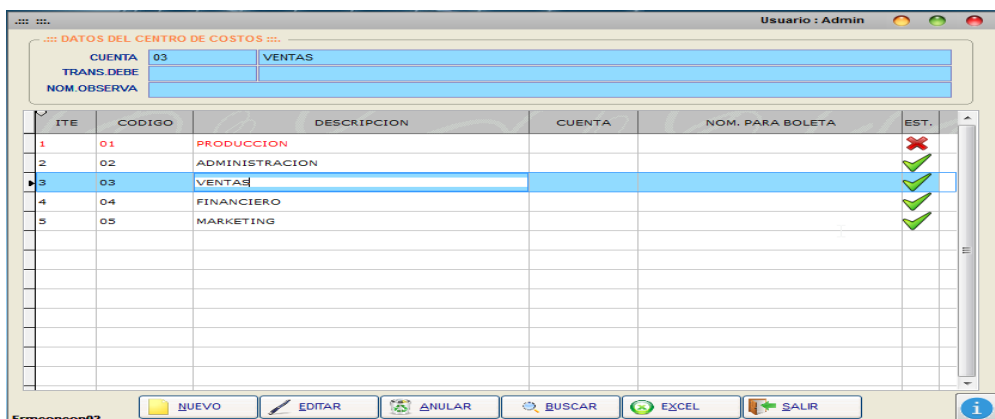 .::: :::. Usuario : Admin
.::: DATOS DEL CENTRO DE COSTOS :::.
CUENTA 03 VENTAS
TRANS.DEBE
NOM.OBSERVA
ITE CODIGO DESCRIPCION CUENTA NOM. PARA BOLETA EST.
1 01 PRODUCCION
2 02 ADMINISTRACION
3 03 VENTAS
4 04 FINANCIERO
5 05 MARKETING
NUEVO EDITAR ANULAR BUSCAR EXCEL SALIR